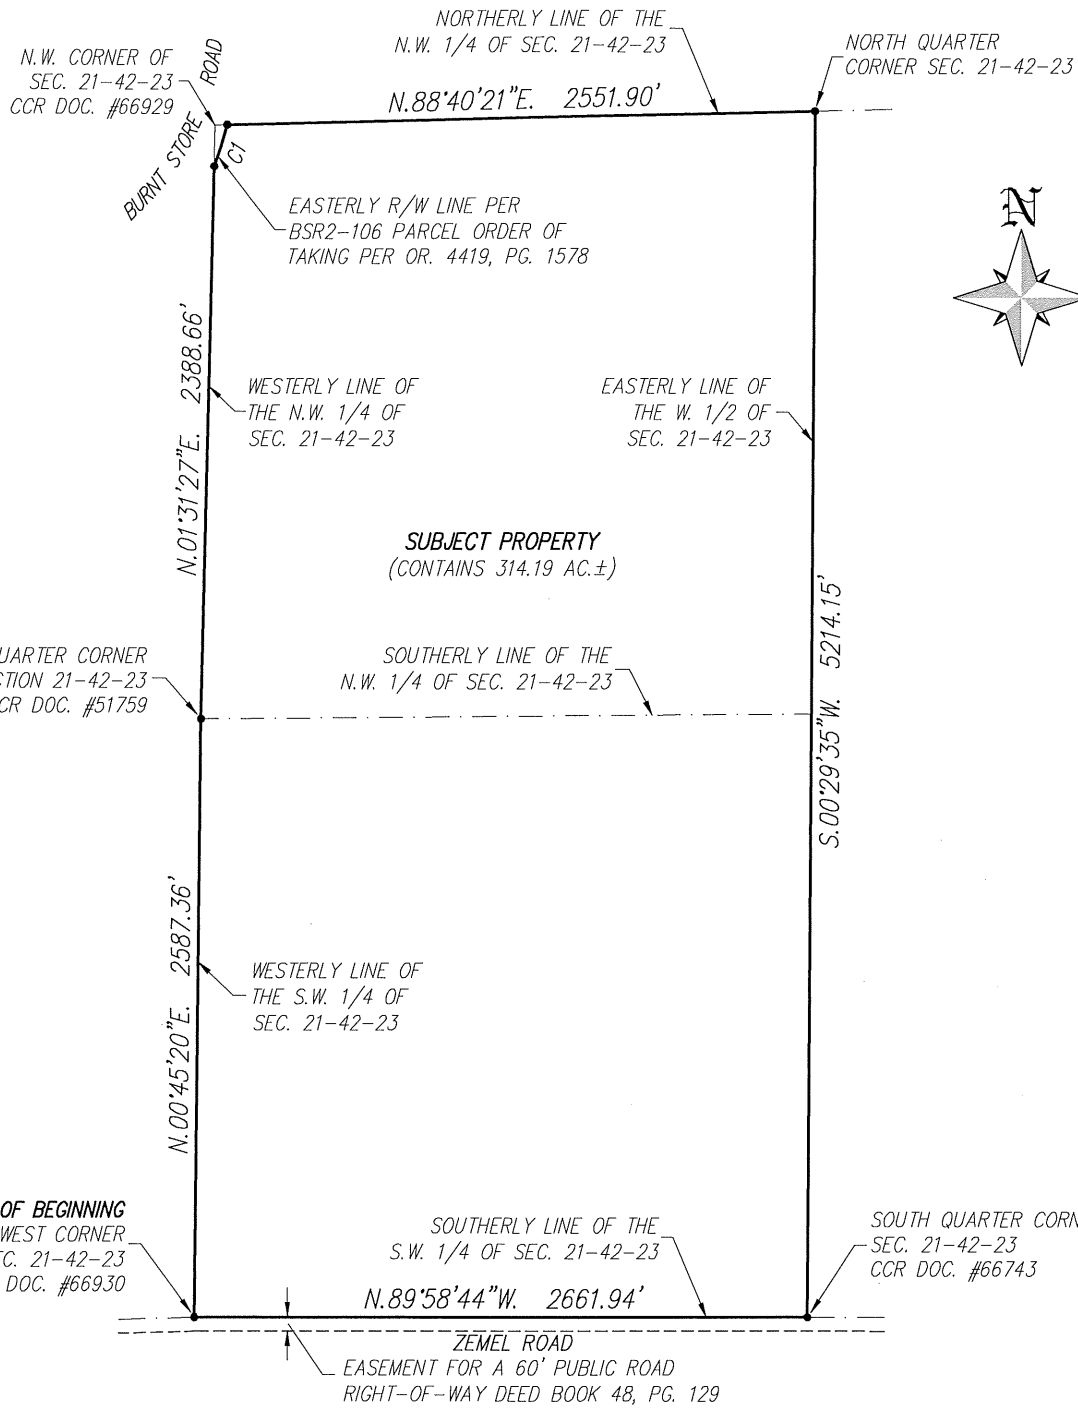 NORTHERLY LINE OF THE
N.W. 1/4 OF SEC. 21-42-23
N.W. CORNER OF
SEC. 21-42-23
CCR DOC. #66929
BURNT STORE ROAD
NORTH QUARTER
CORNER SEC. 21-42-23
N.88°40'21"E. 2551.90'
C1
EASTERLY R/W LINE PER
BSR2-106 PARCEL ORDER OF
TAKING PER OR. 4419, PG. 1578
N
N.01°31'27"E. 2388.66'
WESTERLY LINE OF
THE N.W. 1/4 OF
SEC. 21-42-23
EASTERLY LINE OF
THE W. 1/2 OF
SEC. 21-42-23
SUBJECT PROPERTY
(CONTAINS 314.19 AC.±)
S.00°29'35"W. 5214.15'
UARTER CORNER
CTION 21-42-23
CR DOC. #51759
SOUTHERLY LINE OF THE
N.W. 1/4 OF SEC. 21-42-23
N.00°45'20"E. 2587.36'
WESTERLY LINE OF
THE S.W. 1/4 OF
SEC. 21-42-23
OF BEGINNING
WEST CORNER
C. 21-42-23
DOC. #66930
SOUTHERLY LINE OF THE
S.W. 1/4 OF SEC. 21-42-23
SOUTH QUARTER CORN
SEC. 21-42-23
CCR DOC. #66743
N.89°58'44"W. 2661.94'
ZEMEL ROAD
EASEMENT FOR A 60' PUBLIC ROAD
RIGHT-OF-WAY DEED BOOK 48, PG. 129